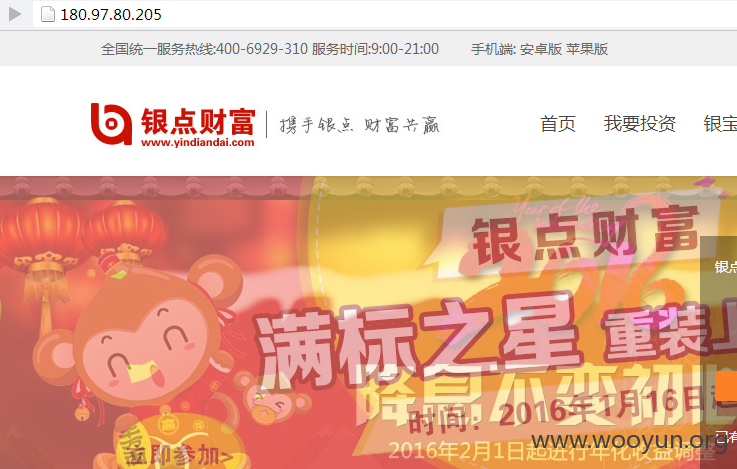 180.97.80.205
全国统一服务热线:400-6929-310 服务时间:9:00-21:00 手机端: 安卓版 苹果版
银点财富
www.yindiandai.com
携手银点 财富共赢
首页 我要投资 银宝
银点财富
满标之星 重装上
降息不变初
时间：2016年1月16日起
2016年2月1日起进行年化收益调整
立即参加>
银点
已有
www.wooyun.org